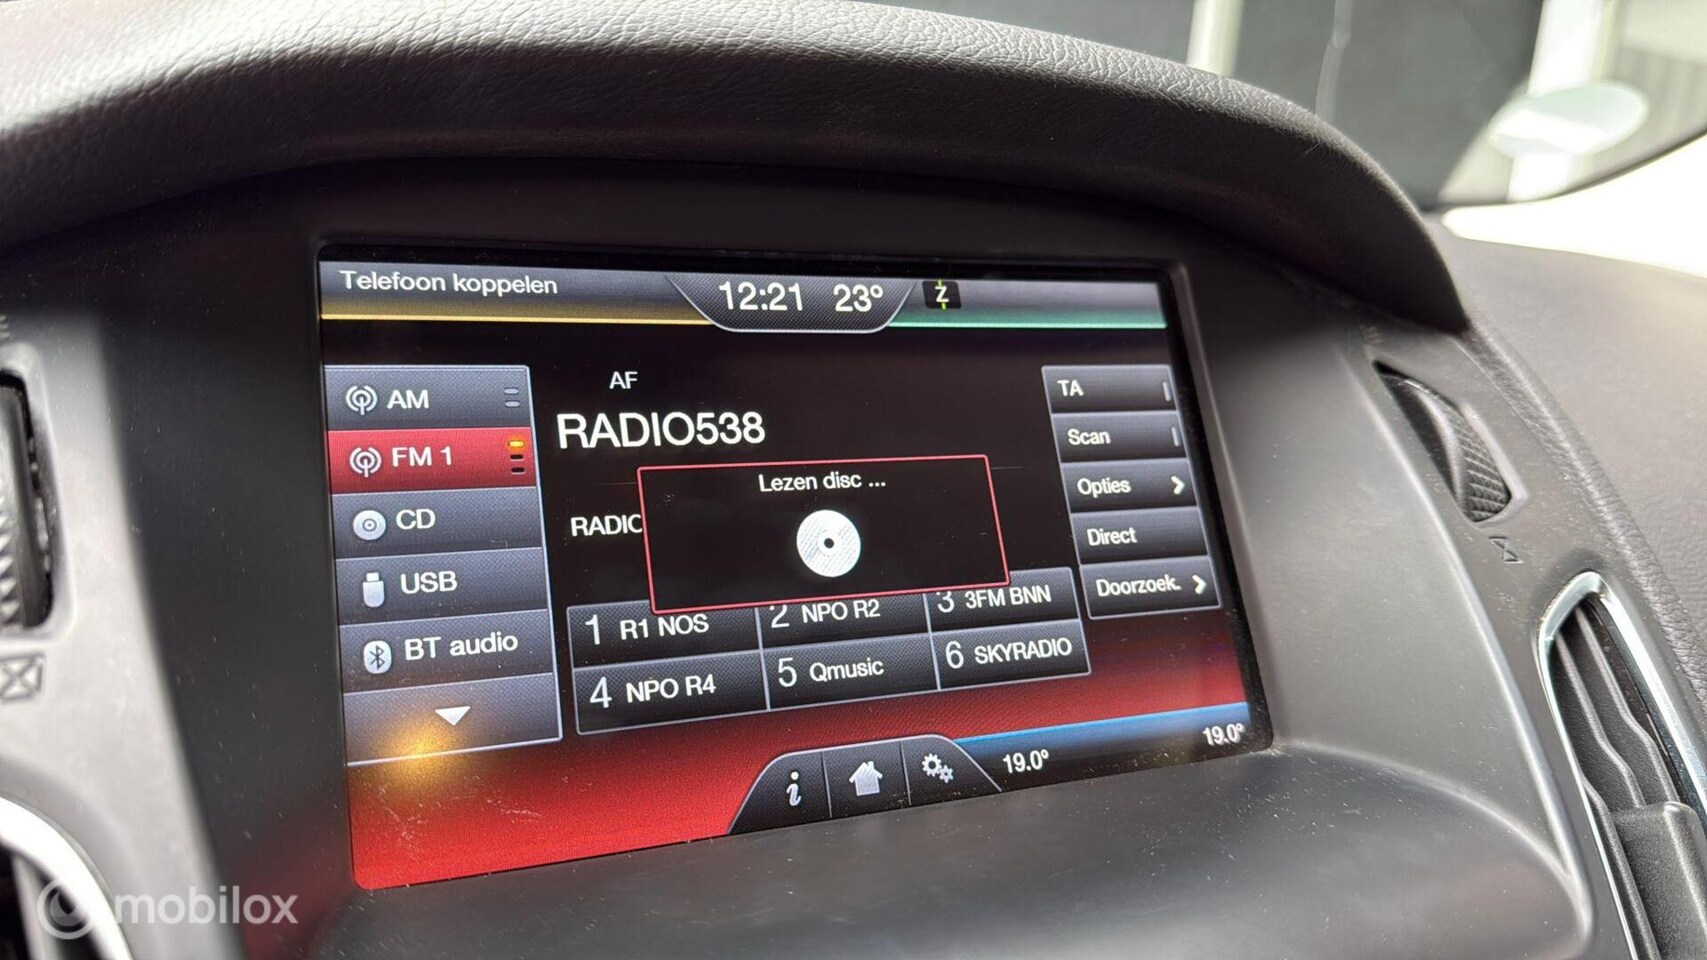 Telefoon koppelen
12:21 23°
Z
AM
FM 1
CD
USB
BT audio
AF
RADIO538
RADIO
Lezen disc ...
1 R1 NOS
2 NPO R2
3 3FM BNN
4 NPO R4
5 Qmusic
6 SKYRADIO
TA
Scan
Opties
Direct
Doorzoek.
i
19.0°
19.0°
mobilox